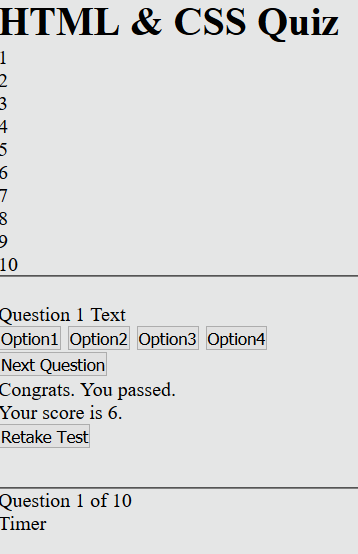 HTML & CSS Quiz
1
2
3
4
5
6
7
8
9
10
Question 1 Text
Option1 Option2 Option3 Option4
Next Question
Congrats. You passed.
Your score is 6.
Retake Test
Question 1 of 10
Timer